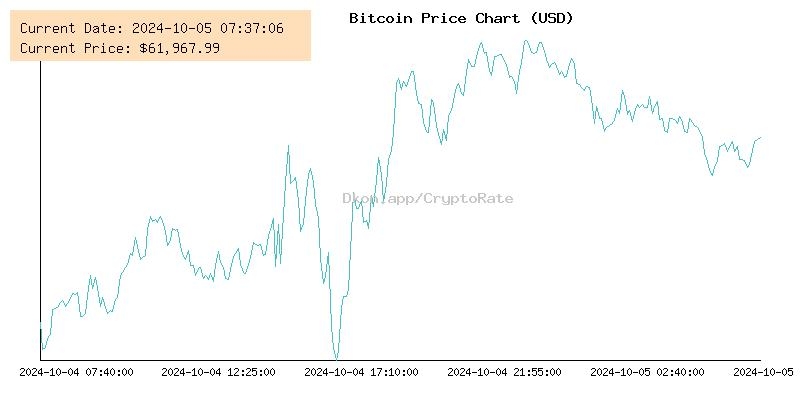 Bitcoin Price Chart (USD)
Current Date: 2024-10-05 07:37:06
Current Price: $61,967.99
Dkon.app/CryptoRate
2024-10-04 07:40:00
2024-10-04 12:25:00
2024-10-04 17:10:00
2024-10-04 21:55:00
2024-10-05 02:40:00
2024-10-05